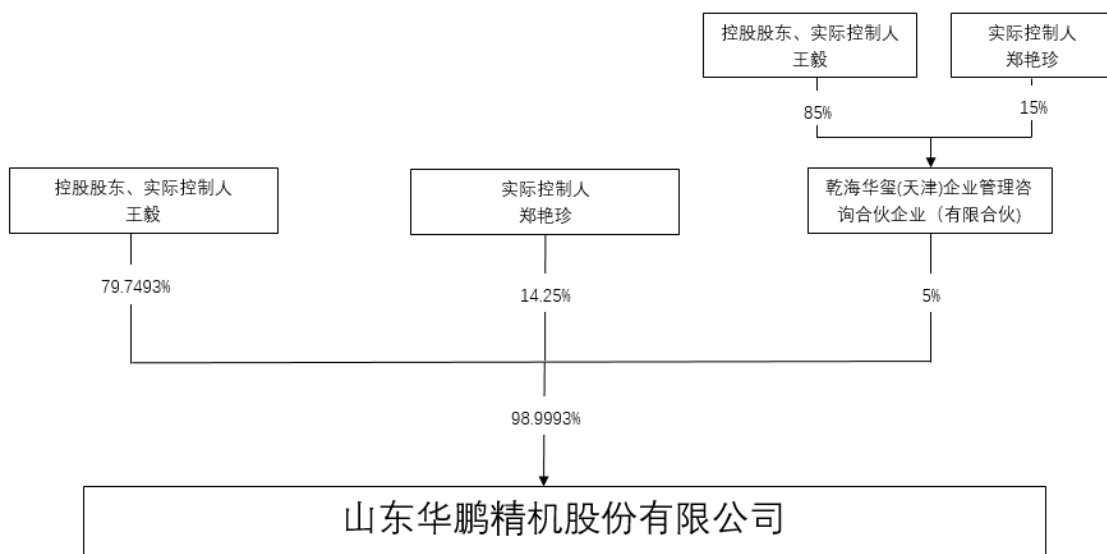 控股股东、实际控制人
王毅
实际控制人
郑艳珍
85%
15%
控股股东、实际控制人
王毅
实际控制人
郑艳珍
乾海华玺(天津)企业管理咨
询合伙企业（有限合伙)
79.7493%
14.25%
5%
98.9993%
山东华鹏精机股份有限公司